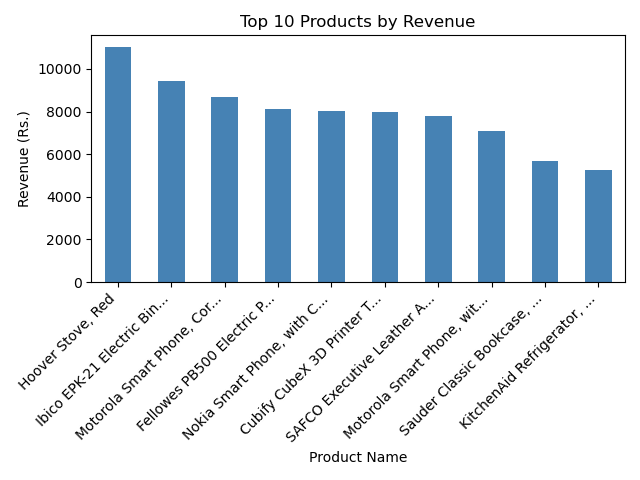 Top 10 Products by Revenue
Revenue (Rs.)
10000
8000
6000
4000
2000
0
Hoover Stove, Red
Ibico EPK-21 Electric Bin...
Motorola Smart Phone, Cor...
Fellowes PB500 Electric P...
Nokia Smart Phone. with C...
Cubify CubeX 3D Printer T...
SAFCO Executive Leather A...
Motorola Smart Phone, wit...
Sauder Classic Bookcase, ...
KitchenAid Refrigerator, ...
Product Name